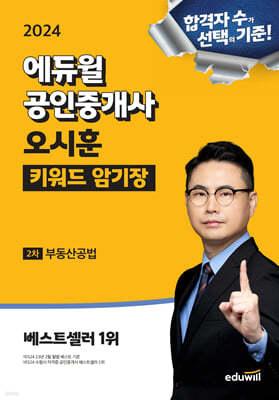 2024
합격자 수가
선택의 기준!
에듀윌
공인중개사
오시훈
키워드 암기장
2차 부동산공법
베스트셀러 1위
eduwill